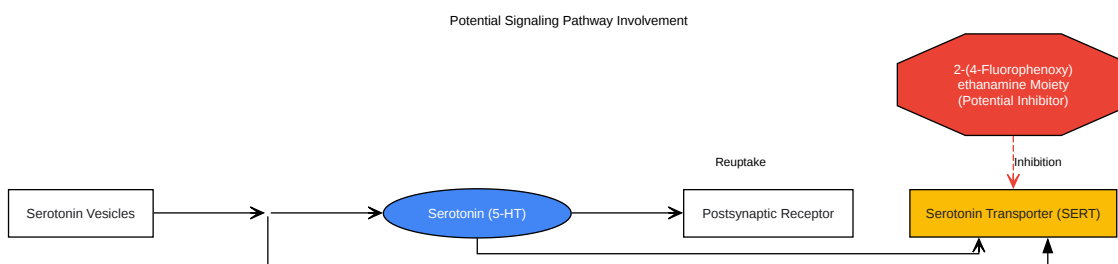 Potential Signaling Pathway Involvement
2-(4-Fluorophenoxy)
ethanamine Moiety
(Potential Inhibitor)
Reuptake
Inhibition
Serotonin Vesicles
Serotonin (5-HT)
Postsynaptic Receptor
Serotonin Transporter (SERT)